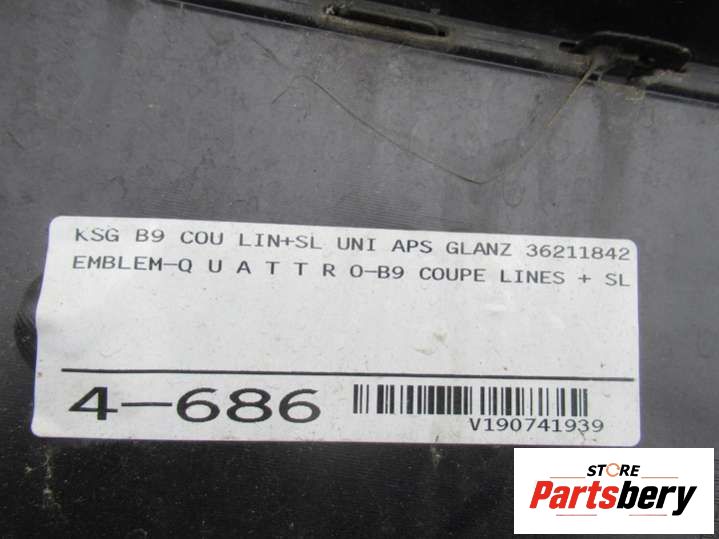 KSG B9 COU LIN+SL UNI APS GLANZ 36211842
EMBLEM-Q U A T T R O-B9 COUPE LINES + SL
4-686
V190741939
STORE
Partsbery